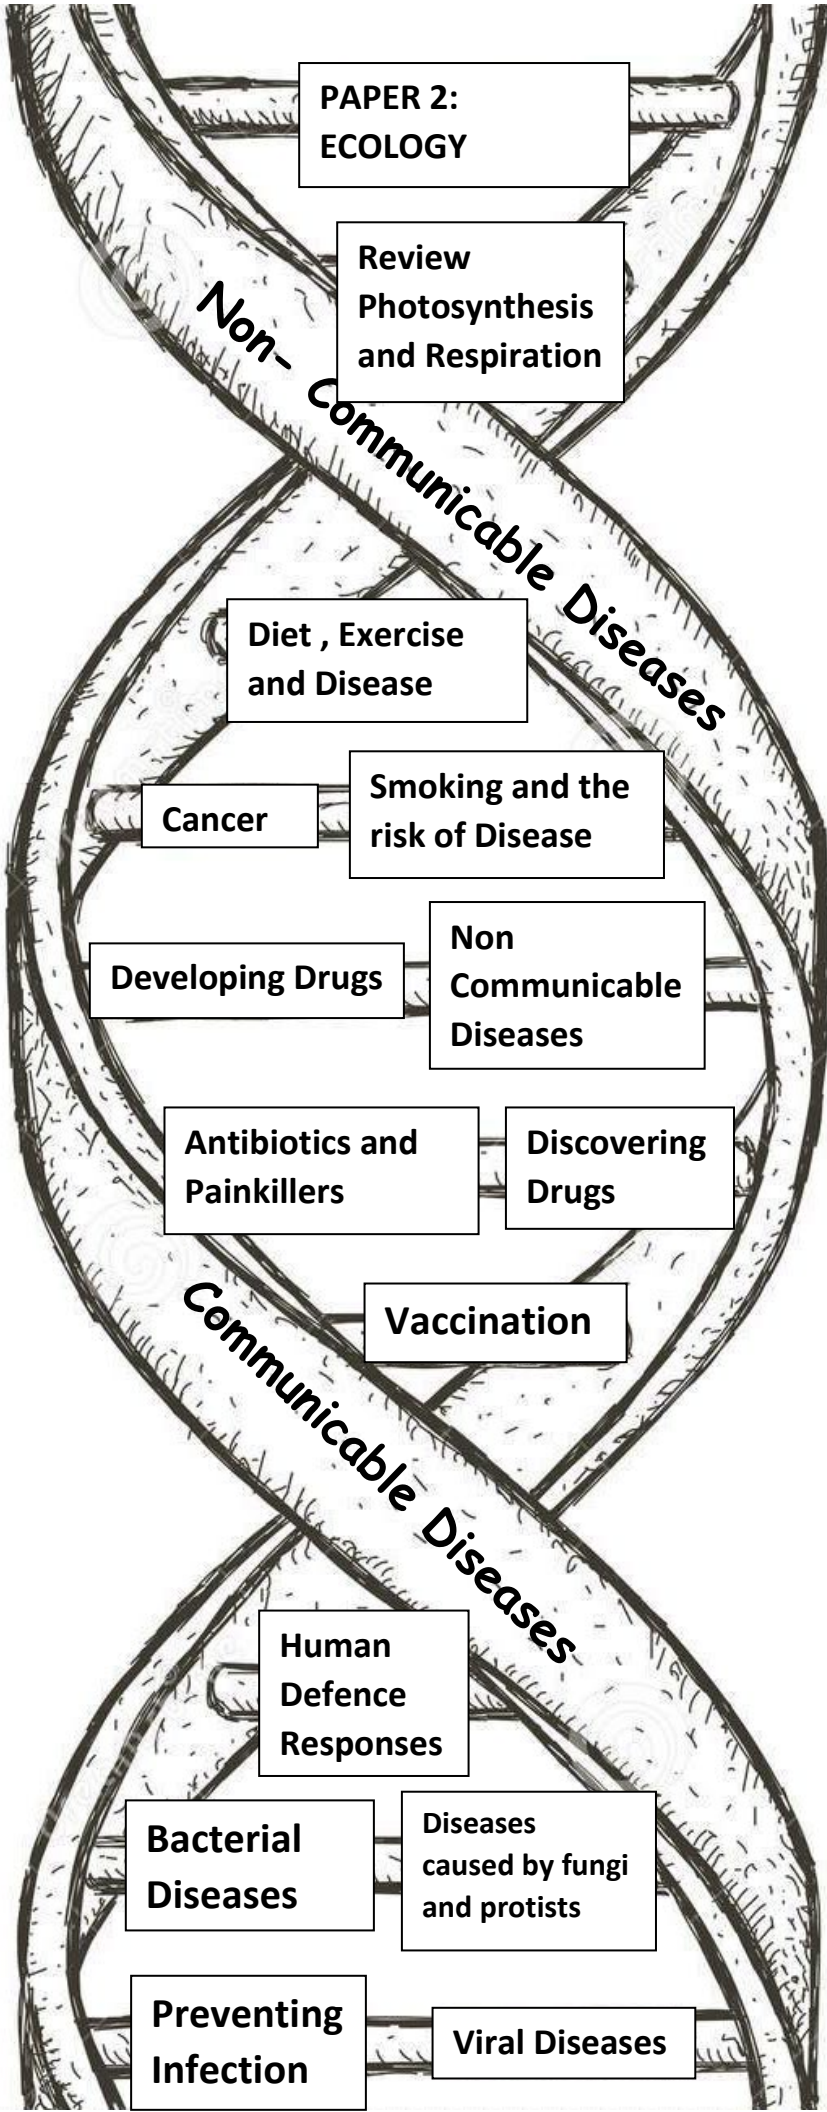 PAPER 2:
ECOLOGY
Review
Photosynthesis
and Respiration
Non- Communicable Diseases
Diet , Exercise
and Disease
Cancer
Smoking and the
risk of Disease
Developing Drugs
Non
Communicable
Diseases
Antibiotics and
Painkillers
Discovering
Drugs
Vaccination
Communicable Diseases
Human
Defence
Responses
Bacterial
Diseases
Diseases
caused by fungi
and protists
Preventing
Infection
Viral Diseases